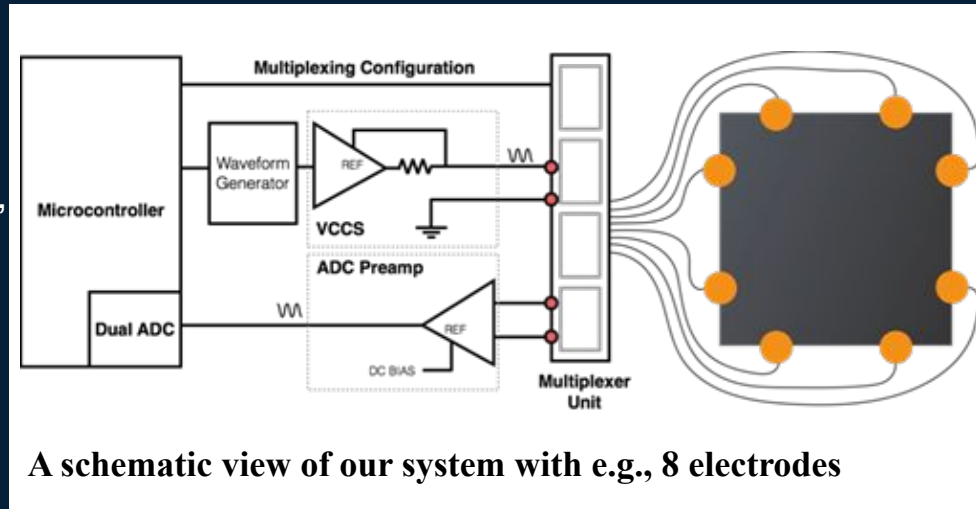 Multiplexing Configuration
Waveform
Generator
REF
Microcontroller
VCCS
ADC Preamp
Dual ADC
REF
DC BIAS
Multiplexer
Unit
A schematic view of our system with e.g., 8 electrodes